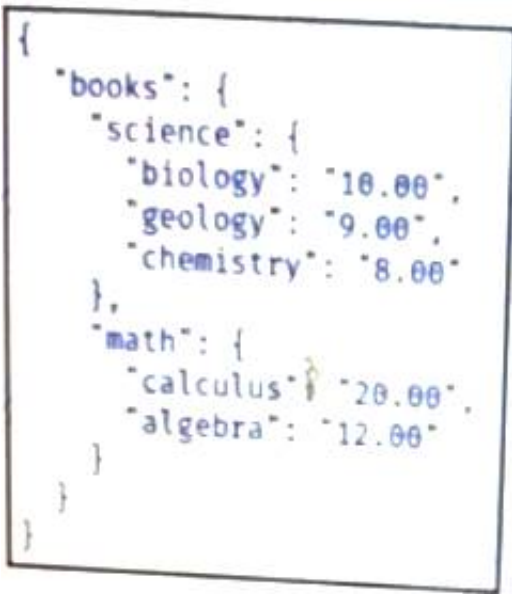 {
"books": {
"science": {
"biology": "10.00",
"geology": "9.00",
"chemistry": "8.00"
},
"math": {
"calculus": "20.00",
"algebra": "12.00"
}
}
}